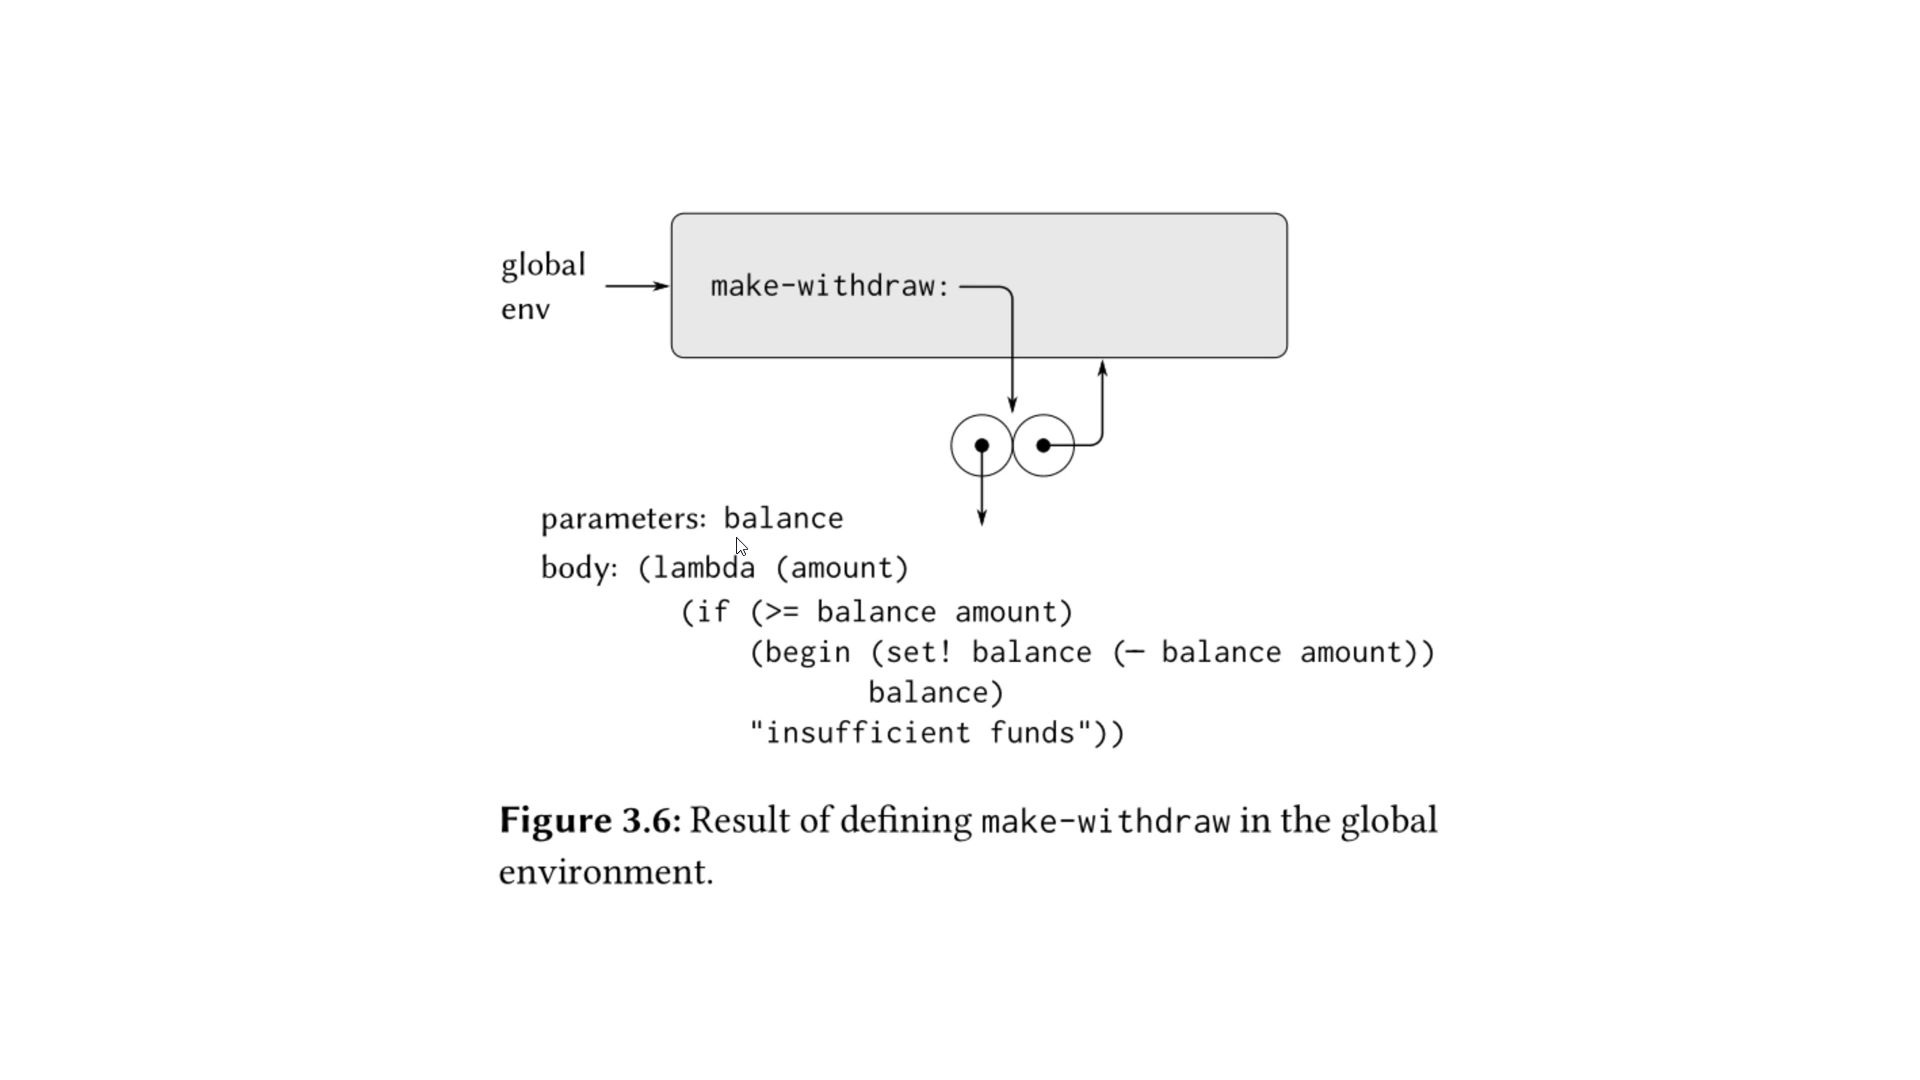 global
env
make-withdraw:
parameters: balance
body: (lambda (amount)
(if (>= balance amount)
(begin (set! balance (− balance amount))
balance)
"insufficient funds"))
Figure 3.6: Result of defining make-withdraw in the global
environment.